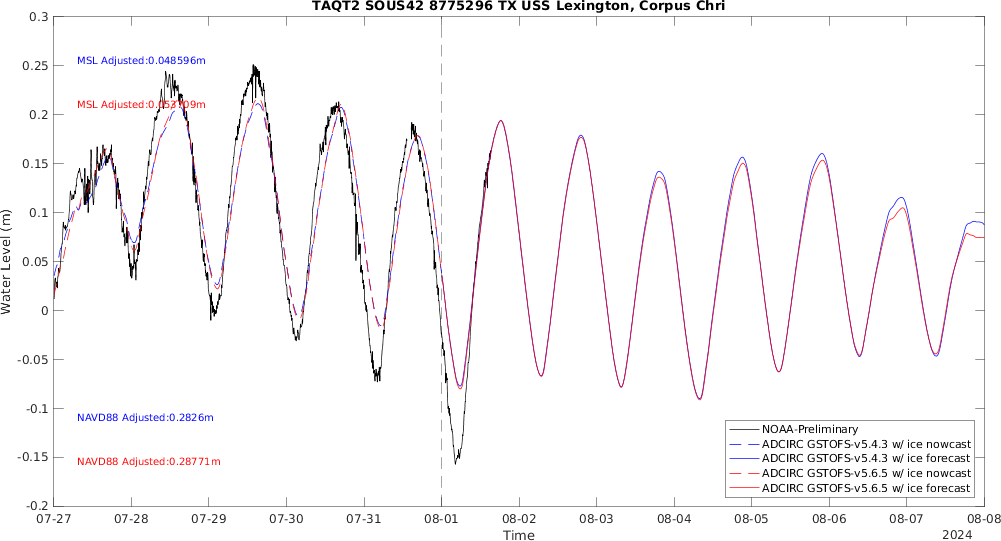 TAQT2 SOUS42 8775296 TX USS Lexington, Corpus Chri
0.3
0.25
0.2
0.15
0.1
0.05
0
-0.05
-0.1
-0.15
-0.2
Water Level (m)
MSL Adjusted:0.048596m
MSL Adjusted:0.053109m
NAVD88 Adjusted:0.2826m
NAVD88 Adjusted:0.28771m
NOAA-Preliminary
ADCIRC GSTOFS-v5.4.3 w/ ice nowcast
ADCIRC GSTOFS-v5.4.3 w/ ice forecast
ADCIRC GSTOFS-v5.6.5 w/ ice nowcast
ADCIRC GSTOFS-v5.6.5 w/ ice forecast
07-27 07-28 07-29 07-30 07-31 08-01 08-02 08-03 08-04 08-05 08-06 08-07 08-08
Time
2024